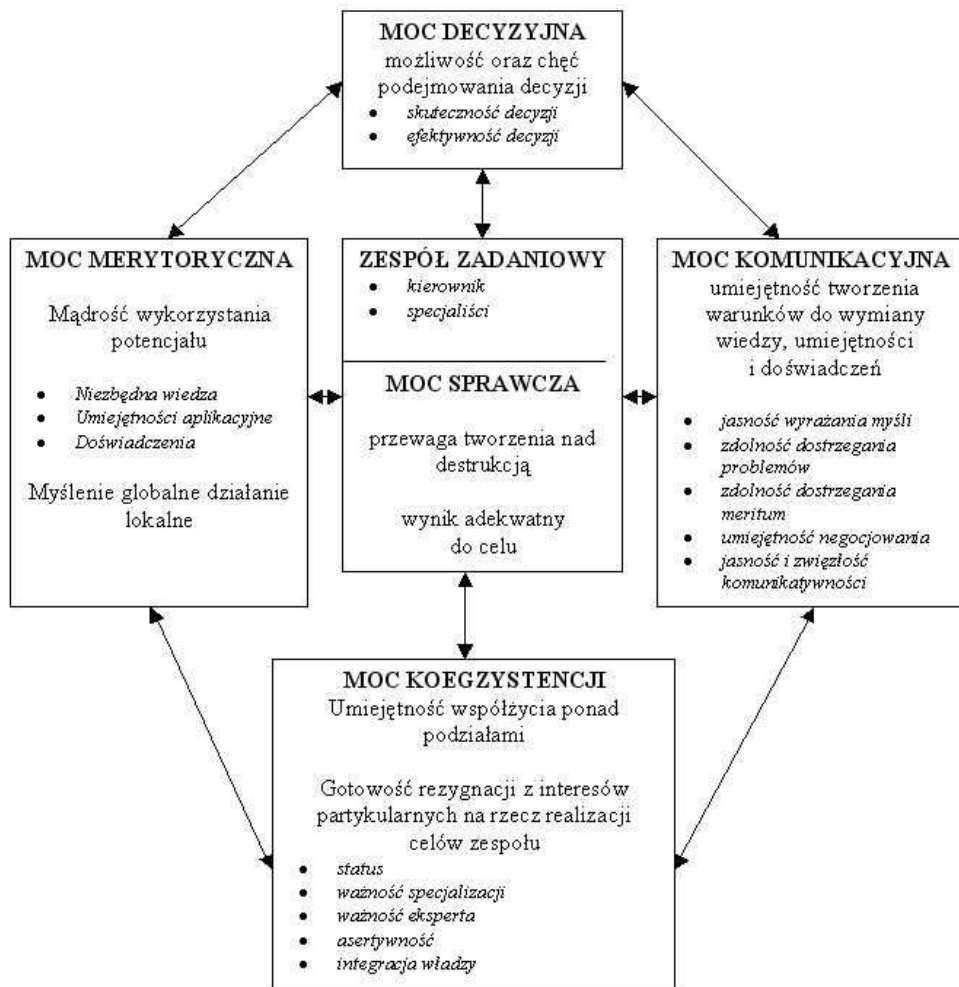 MOC DECYZYJNA
możliwość oraz chęć
podejmowania decyzji
• skuteczność decyzji
• efektywność decyzji
MOC MERYTORYCZNA
Mądrość wykorzystania
potencjału
• Niezbędna wiedza
• Umiejętności aplikacyjne
• Doświadczenia
Myślenie globalne działanie
lokalne
ZESPÓŁ ZADANIOWY
• kierownik
• specjaliści
MOC SPRAWCZA
przewaga tworzenia nad
destrukcją
wynik adekwatny
do celu
MOC KOMUNIKACYJNA
umiejętność tworzenia
warunków do wymiany
wiedzy, umiejętności
i doświadczeń
• jasność wyrażania myśli
• zdolność dostrzegania
problemów
• zdolność dostrzegania
meritum
• umiejętność negocjowania
• jasność i zwięzłość
komunikatywności
MOC KOEGZYSTENCJI
Umiejętność współżycia ponad
podziałami
Gotowość rezygnacji z interesów
partykularnych na rzecz realizacji
celów zespołu
• status
• ważność specjalizacji
• ważność eksperta
• asertywność
• integracja władzy